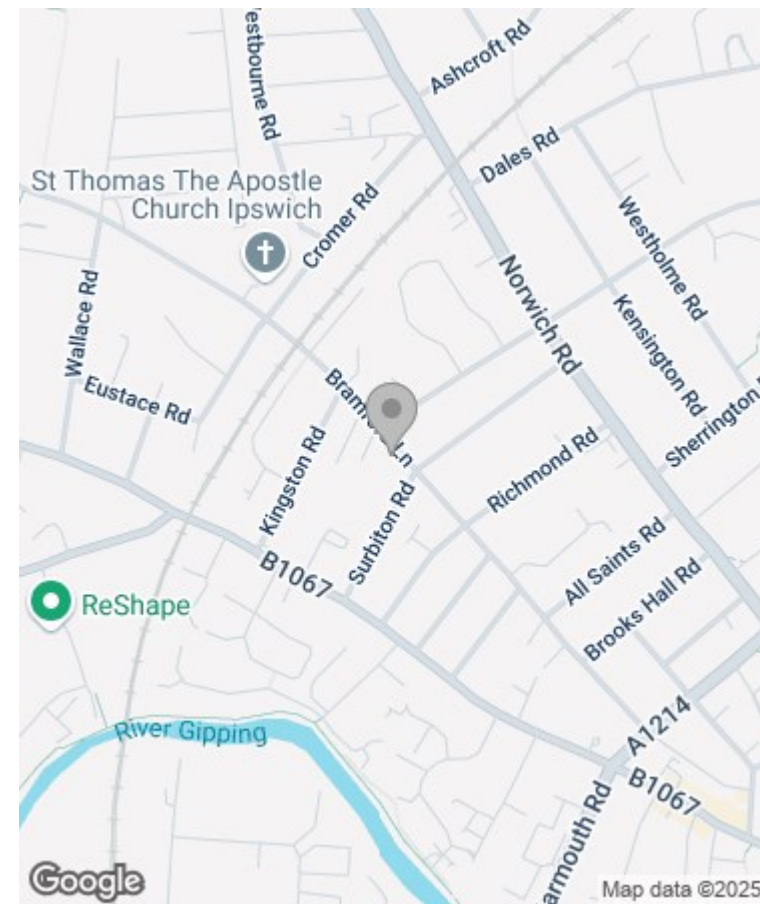 estbourne Rd
Ashcroft Rd
Dales Rd
St Thomas The Apostle
Church Ipswich
Cromer Rd
Westholme Rd
Norwich Rd
Wallace Rd
Kensington Rd
Eustace Rd
Sherrington
Ln
Kingston Rd
Richmond Rd
Surbiton Rd
B1067
All Saints Rd
ReShape
Brooks Hall Rd
River Gipping
A1214
B1067
armouth Rd
Google
Map data ©2025